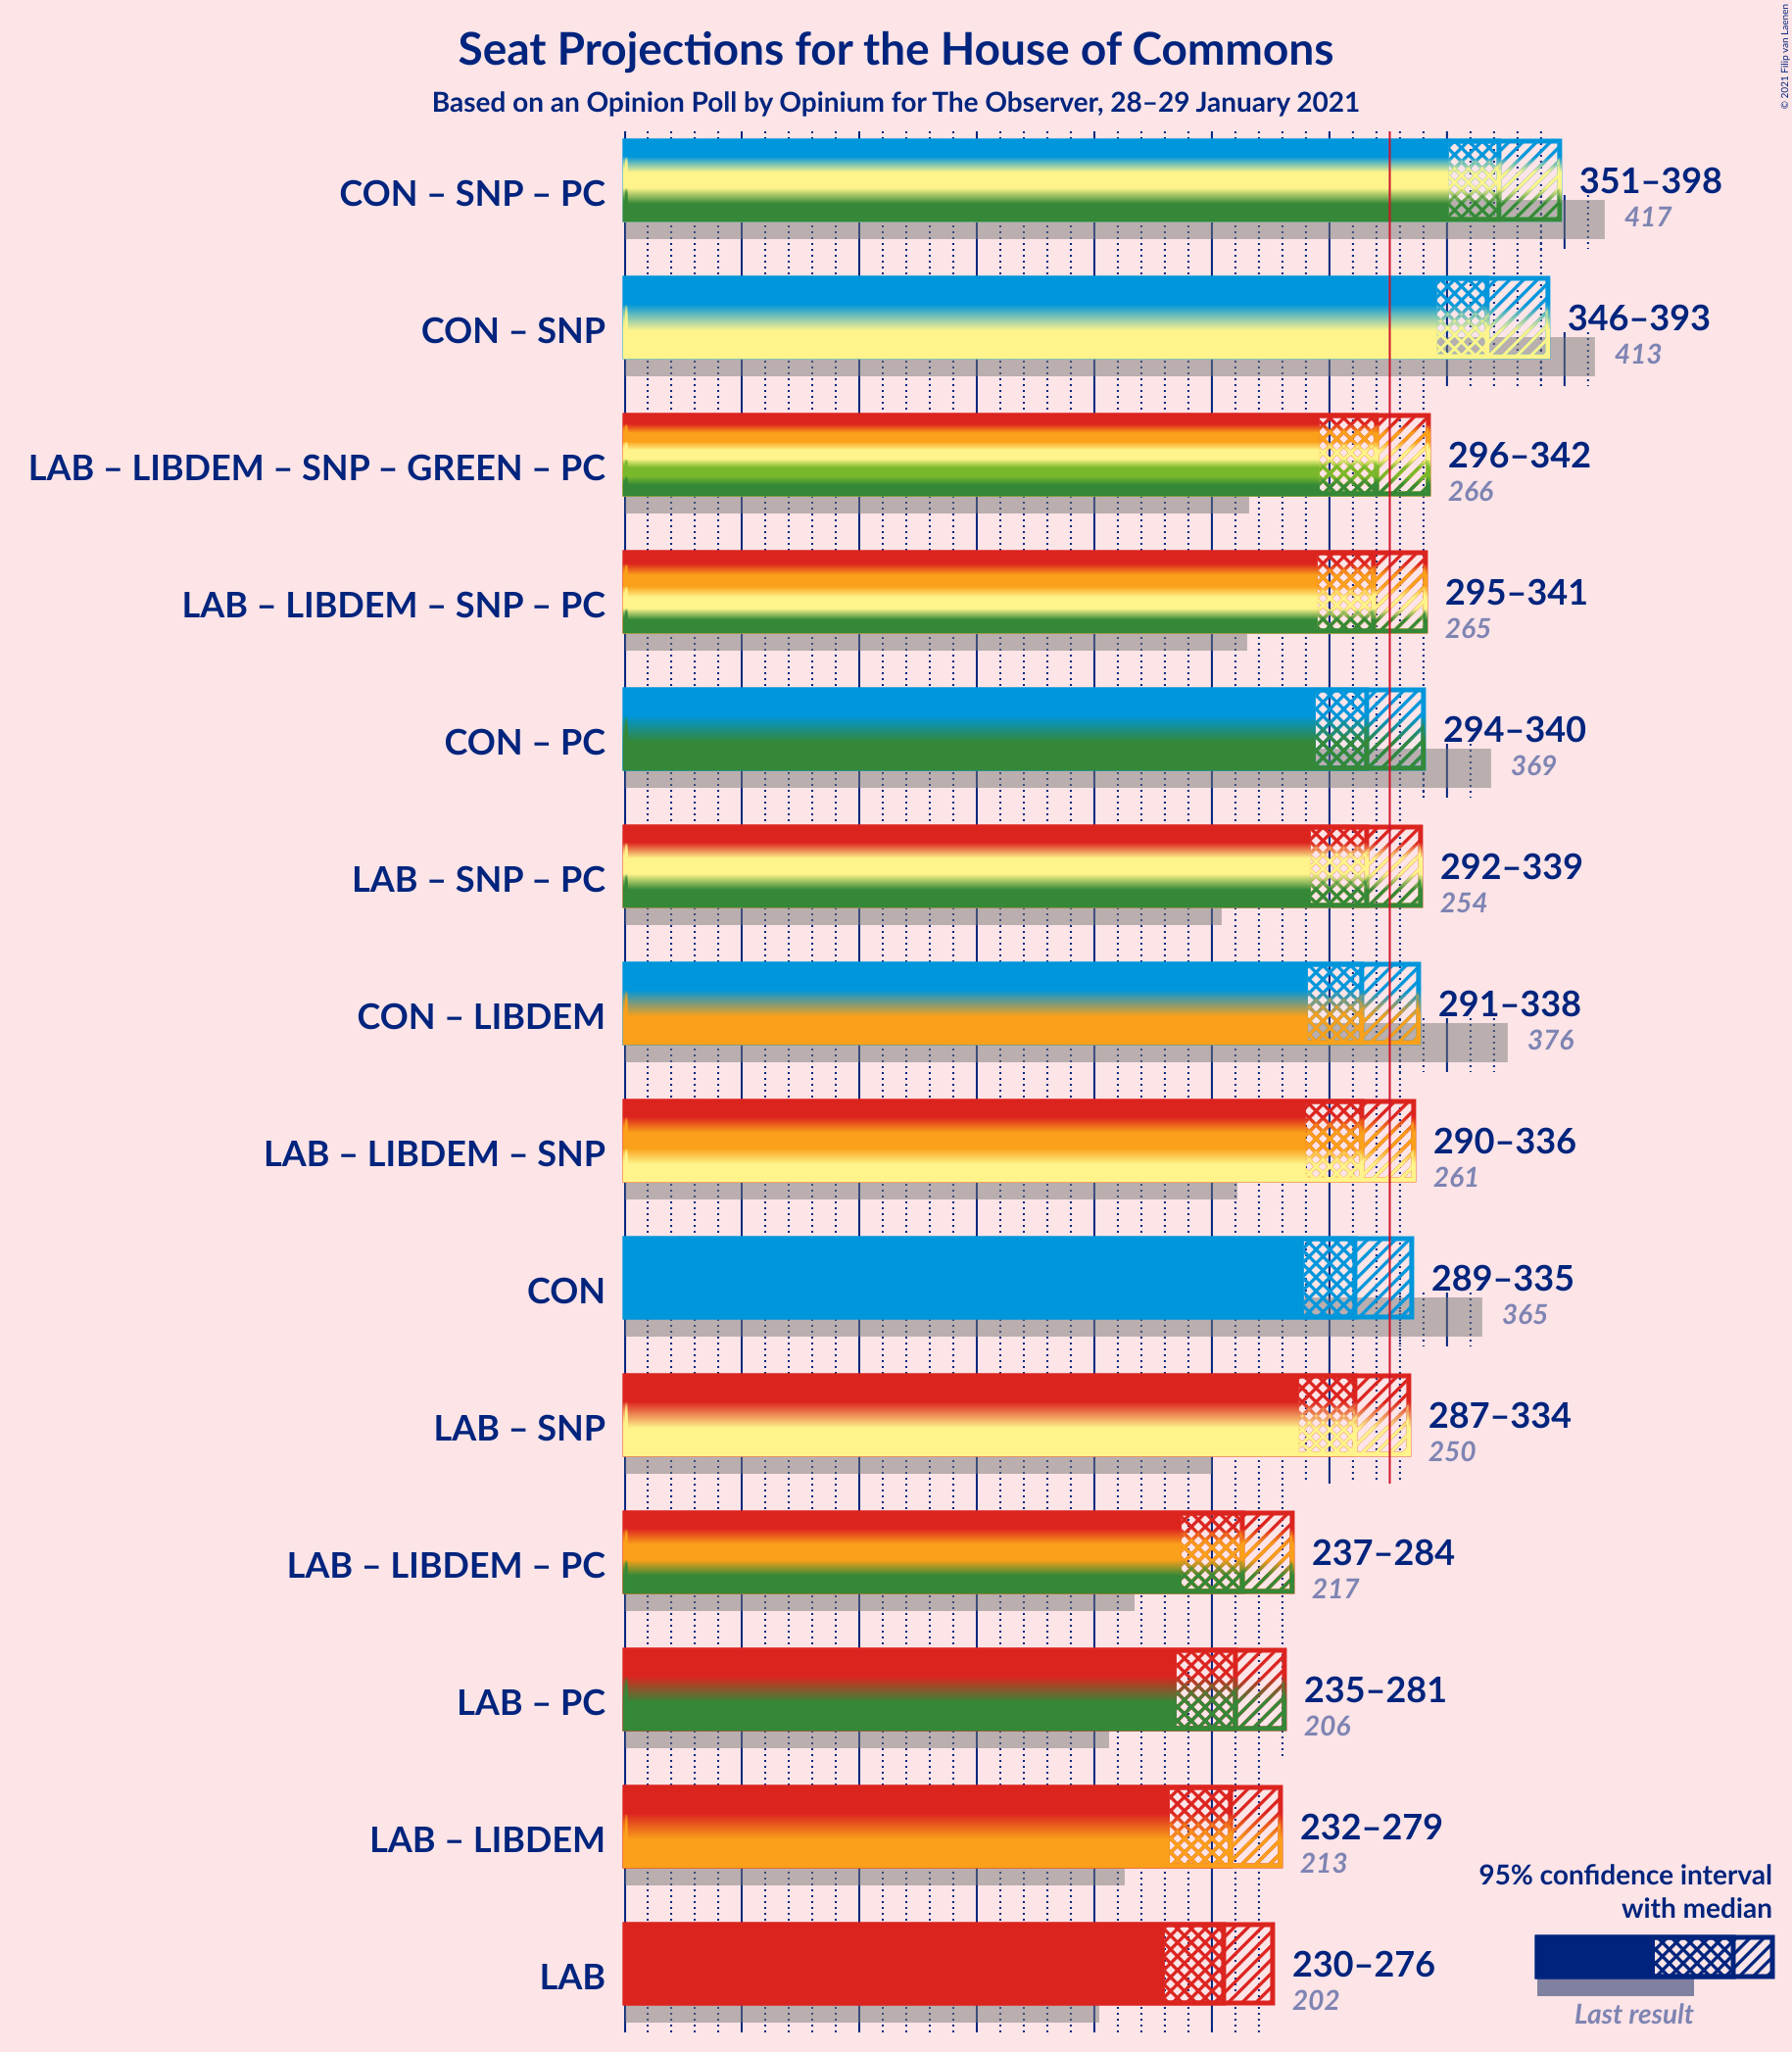 Seat Projections for the House of Commons
Based on an Opinion Poll by Opinium for The Observer, 28–29 January 2021
© 2021 Filip van Laenen
CON – SNP – PC
351–398
417
CON – SNP
346–393
413
LAB – LIBDEM – SNP – GREEN – PC
296–342
266
LAB – LIBDEM – SNP – PC
295–341
265
CON – PC
294–340
369
LAB – SNP – PC
292–339
254
CON – LIBDEM
291–338
376
LAB – LIBDEM – SNP
290–336
261
CON
289–335
365
LAB – SNP
287–334
250
LAB – LIBDEM – PC
237–284
217
LAB – PC
235–281
206
LAB – LIBDEM
232–279
213
LAB
230–276
202
95% confidence interval
with median
Last result